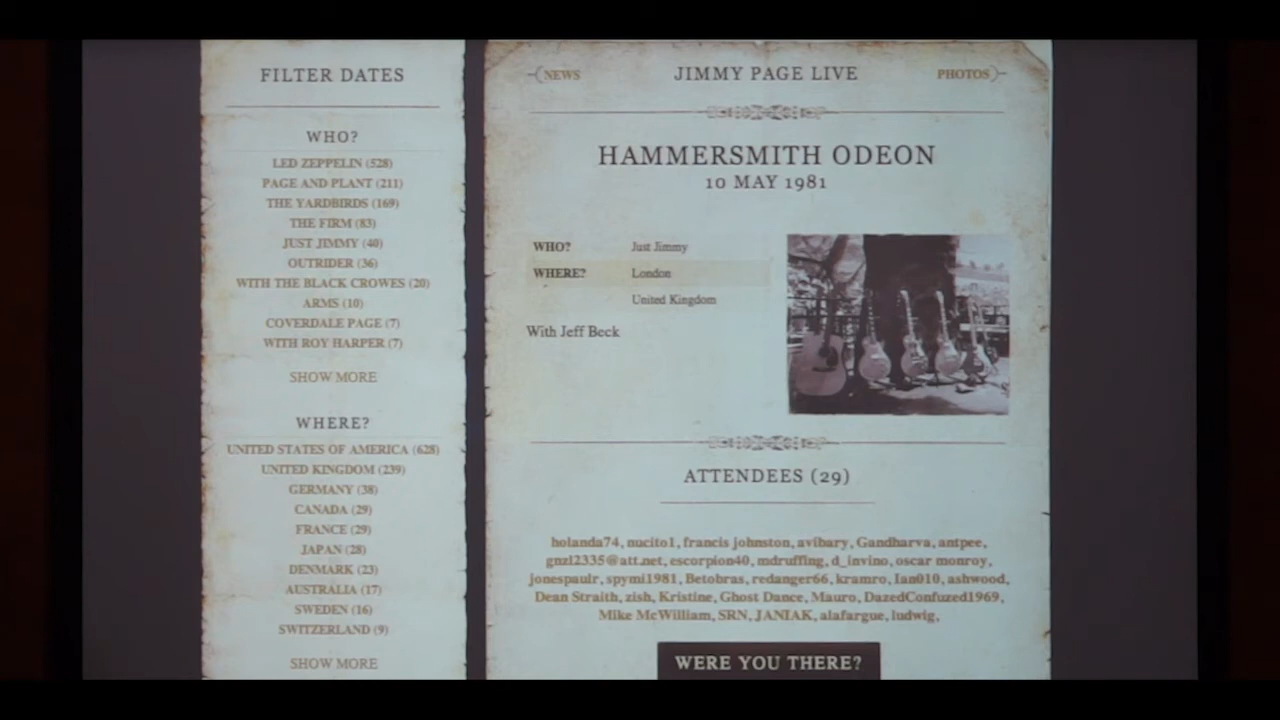 FILTER DATES
WHO?
LED ZEPPELIN (528)
PAGE AND PLANT (211)
THE YARDBIRDS (169)
THE FIRM (83)
JUST JIMMY (40)
OUTRIDER (36)
WITH THE BLACK CROWES (20)
ARMS (10)
COVERDALE PAGE (7)
WITH ROY HARPER (7)
SHOW MORE
WHERE?
UNITED STATES OF AMERICA (628)
UNITED KINGDOM (239)
GERMANY (38)
CANADA (29)
FRANCE (29)
JAPAN (28)
DENMARK (23)
AUSTRALIA (17)
SWEDEN (16)
SWITZERLAND (9)
SHOW MORE
NEWS JIMMY PAGE LIVE PHOTOS
HAMMERSMITH ODEON
10 MAY 1981
WHO? Just Jimmy
WHERE? London
United Kingdom
With Jeff Beck
ATTENDEES (29)
holanda74, nucito1, francis johnston, avibary, Gandharva, antpee,
gnzl2335@att.net, escorpion40, mdruffing, d_invino, oscar monroy,
Jonespaulr, spymi1981, Betobras, redanger66, kramro, Ian010, ashwood,
Dean Straith, zish, Kristine, Ghost Dance, Mauro, DazedConfuzed1969,
Mike McWilliam, SRN, JANIAK, alafargue, ludwig,
WERE YOU THERE?